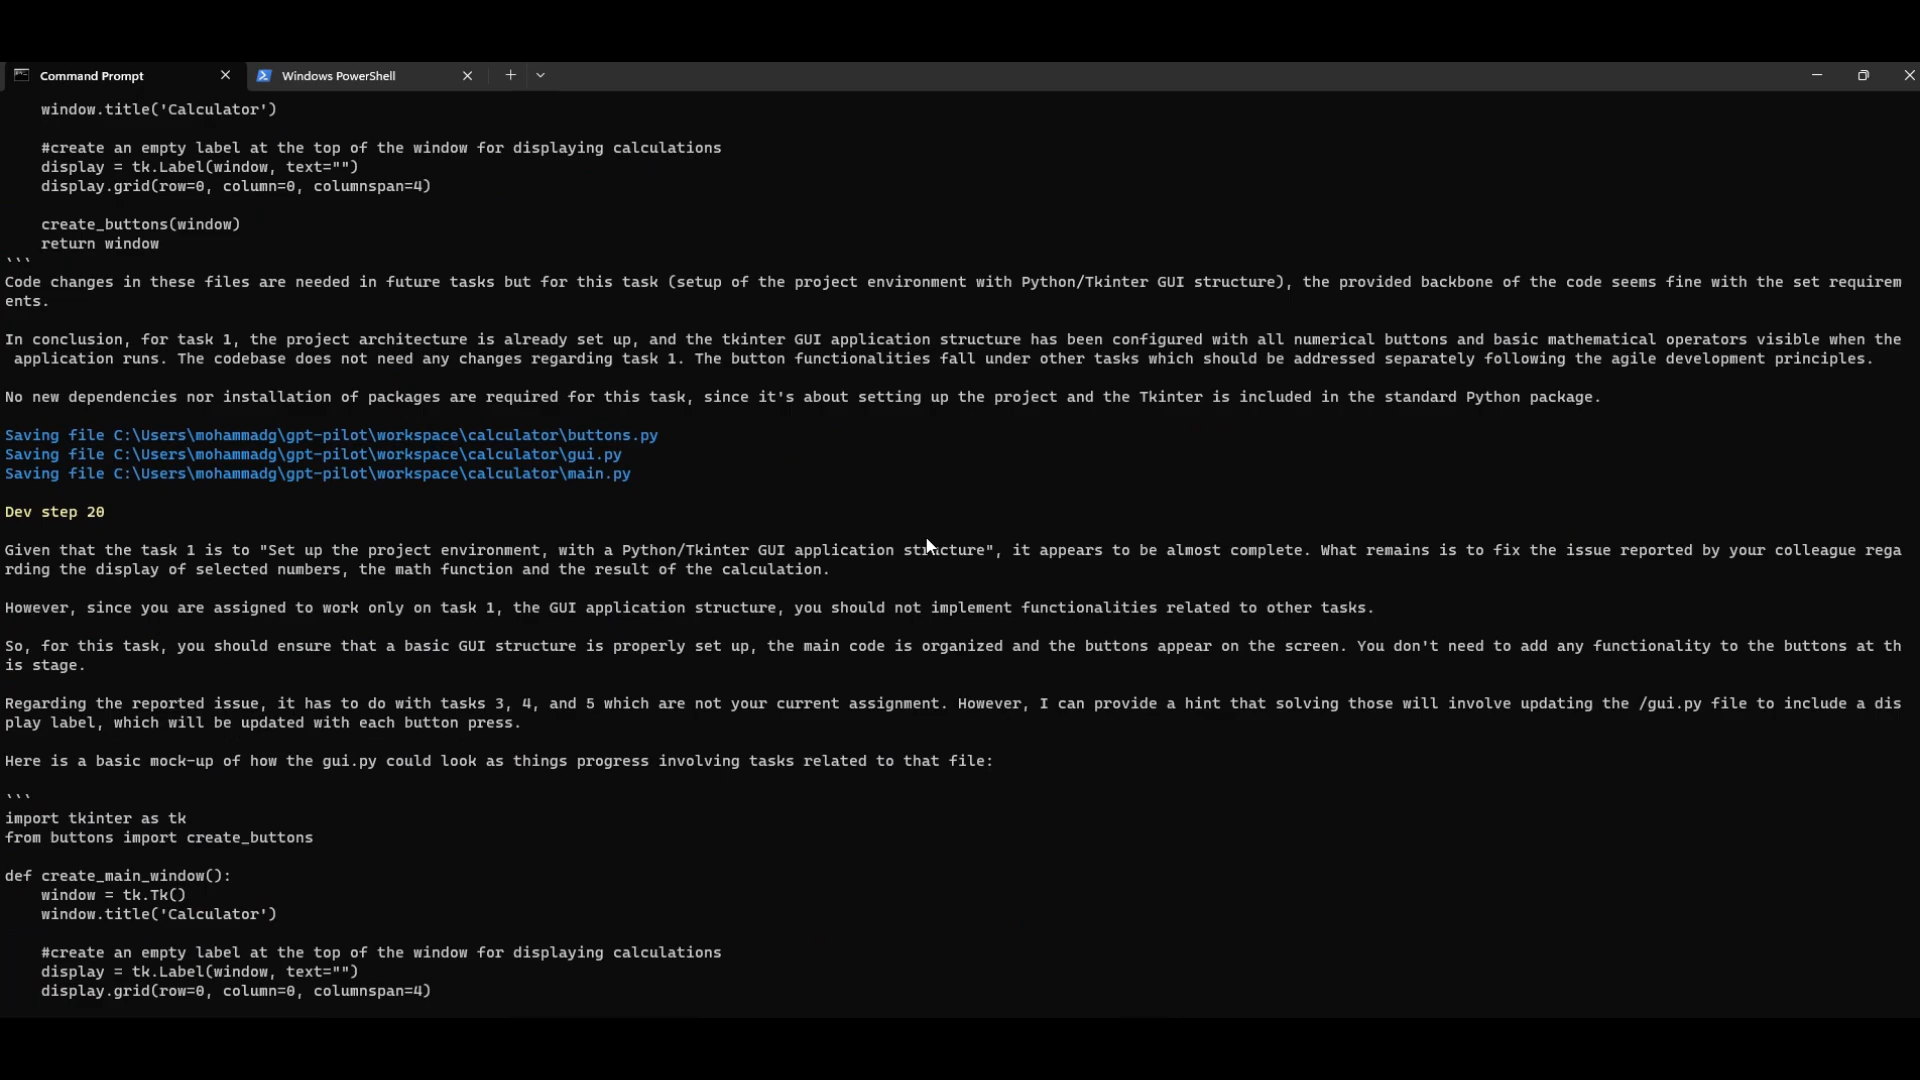 Command Prompt
Windows PowerShell
window.title('Calculator')
#create an empty label at the top of the window for displaying calculations
display = tk.Label(window, text="")
display.grid(row=0, column=0, columnspan=4)
create_buttons(window)
return window
```
Code changes in these files are needed in future tasks but for this task (setup of the project environment with Python/Tkinter GUI structure), the provided backbone of the code seems fine with the set requirem
ents.
In conclusion, for task 1, the project architecture is already set up, and the tkinter GUI application structure has been configured with all numerical buttons and basic mathematical operators visible when the
application runs. The codebase does not need any changes regarding task 1. The button functionalities fall under other tasks which should be addressed separately following the agile development principles.
No new dependencies nor installation of packages are required for this task, since it's about setting up the project and the Tkinter is included in the standard Python package.
Saving file C:\Users\mohammadg\gpt-pilot\workspace\calculator\buttons.py
Saving file C:\Users\mohammadg\gpt-pilot\workspace\calculator\gui.py
Saving file C:\Users\mohammadg\gpt-pilot\workspace\calculator\main.py
Dev step 20
Given that the task 1 is to "Set up the project environment, with a Python/Tkinter GUI application structure", it appears to be almost complete. What remains is to fix the issue reported by your colleague rega
rding the display of selected numbers, the math function and the result of the calculation.
However, since you are assigned to work only on task 1, the GUI application structure, you should not implement functionalities related to other tasks.
So, for this task, you should ensure that a basic GUI structure is properly set up, the main code is organized and the buttons appear on the screen. You don't need to add any functionality to the buttons at th
is stage.
Regarding the reported issue, it has to do with tasks 3, 4, and 5 which are not your current assignment. However, I can provide a hint that solving those will involve updating the /gui.py file to include a dis
play label, which will be updated with each button press.
Here is a basic mock-up of how the gui.py could look as things progress involving tasks related to that file:
```
import tkinter as tk
from buttons import create_buttons
def create_main_window():
window = tk.Tk()
window.title('Calculator')
#create an empty label at the top of the window for displaying calculations
display = tk.Label(window, text="")
display.grid(row=0, column=0, columnspan=4)